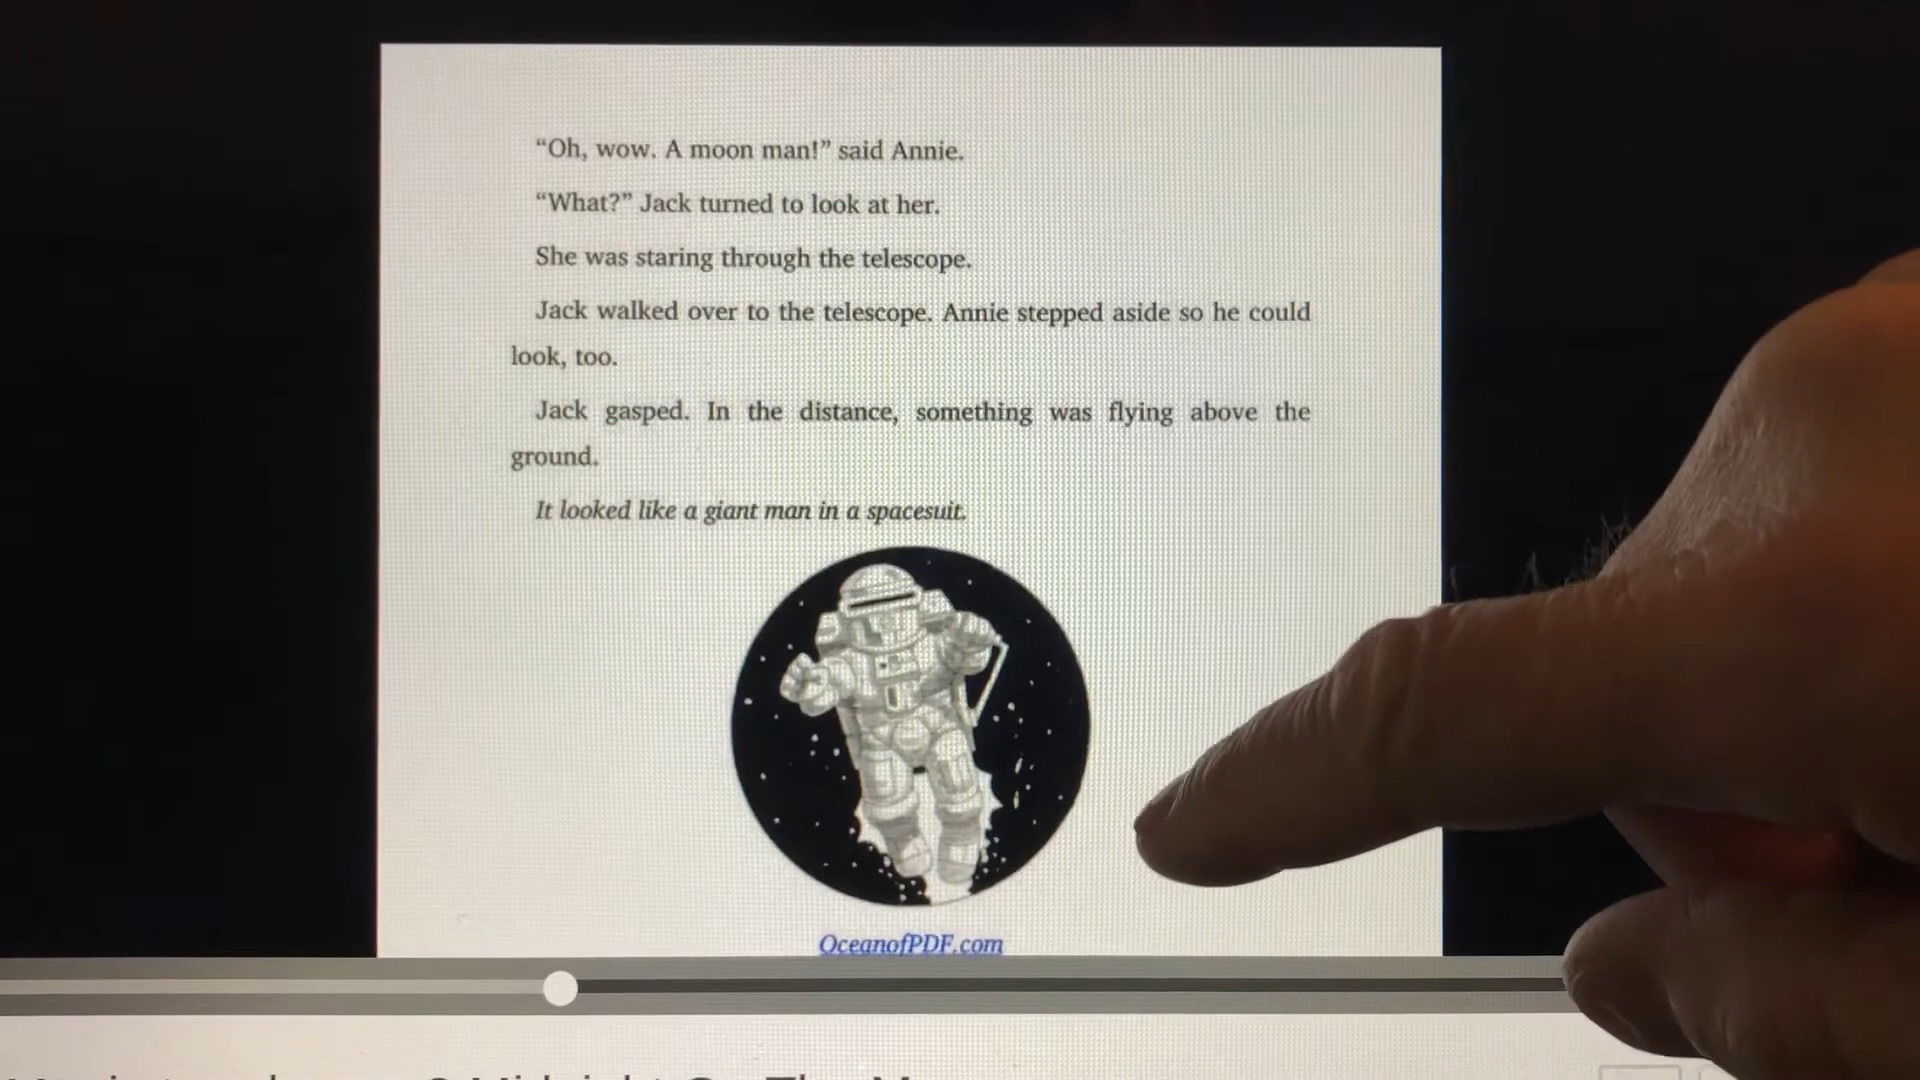 “Oh, wow. A moon man!” said Annie.
“What?” Jack turned to look at her.
She was staring through the telescope.
Jack walked over to the telescope. Annie stepped aside so he could
look, too.
Jack gasped. In the distance, something was flying above the
ground.
It looked like a giant man in a spacesuit.
OceanofPDF.com